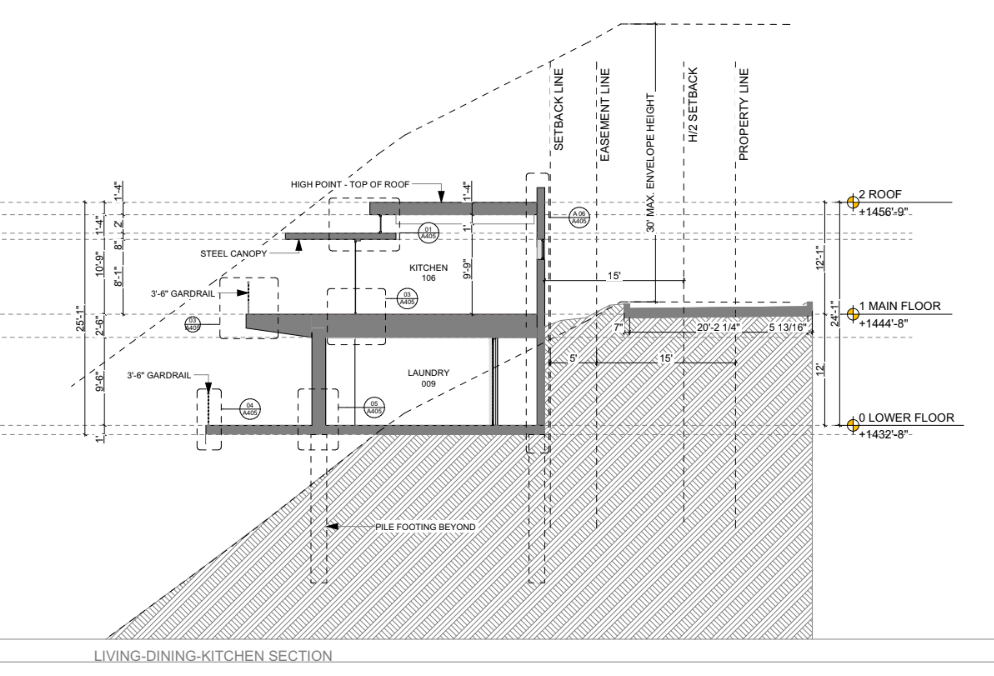 SETBACK LINE
EASEMENT LINE
30' MAX. ENVELOPE HEIGHT
H/2 SETBACK
PROPERTY LINE
HIGH POINT - TOP OF ROOF
1'-4"
1'-4"
2 ROOF
+1456'-9"
A 06
A405
01
A405
1'-4"
2'
1'
8"
STEEL CANOPY
KITCHEN
106
10'-9"
8'-1"
9'-9"
15'
12'-1"
3'-6" GARDRAIL
03
A405
03
A405
1 MAIN FLOOR
+1444'-8"
24'-1"
25'-1"
2'-6"
7"
20'-2 1/4"
5 13/16"
5'
15'
12'
3'-6" GARDRAIL
LAUNDRY
009
9'-6"
04
A405
05
A405
0 LOWER FLOOR
+1432'-8"
1'
PILE FOOTING BEYOND
LIVING-DINING-KITCHEN SECTION